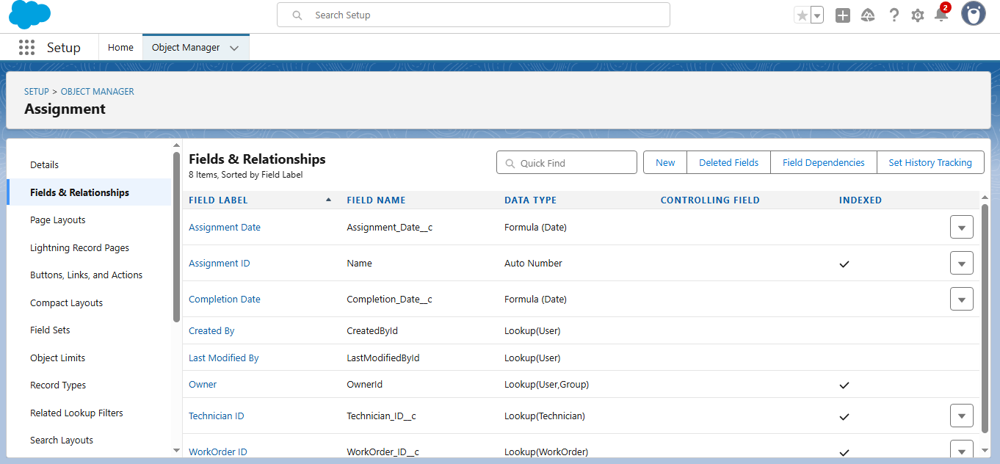 Search Setup
2
Setup
Home
Object Manager
SETUP > OBJECT MANAGER
Assignment
Details
Fields & Relationships
Page Layouts
Lightning Record Pages
Buttons, Links, and Actions
Compact Layouts
Field Sets
Object Limits
Record Types
Related Lookup Filters
Search Layouts
Fields & Relationships
8 Items, Sorted by Field Label
Quick Find
New
Deleted Fields
Field Dependencies
Set History Tracking
FIELD LABEL FIELD NAME DATA TYPE CONTROLLING FIELD INDEXED
Assignment Date Assignment_Date__c Formula (Date)
Assignment ID Name Auto Number
Completion Date Completion_Date__c Formula (Date)
Created By CreatedById Lookup(User)
Last Modified By LastModifiedById Lookup(User)
Owner OwnerId Lookup(User,Group)
Technician ID Technician_ID__c Lookup(Technician)
WorkOrder ID WorkOrder_ID__c Lookup(WorkOrder)